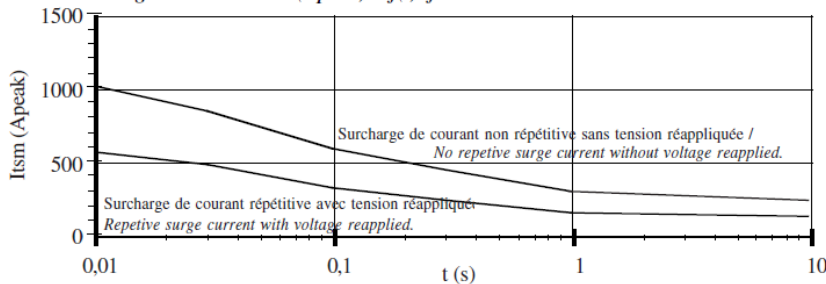 1500
1000
500
0
Itsm (Apeak)
Surcharge de courant non répétitive sans tension réappliquée /
No repetive surge current without voltage reapplied.
Surcharge de courant répétitive avec tension réappliqué
Repetive surge current with voltage reapplied.
0,01
0,1
1
10
t (s)